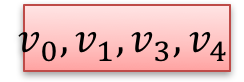 v₀, v₁, v₃, v₄